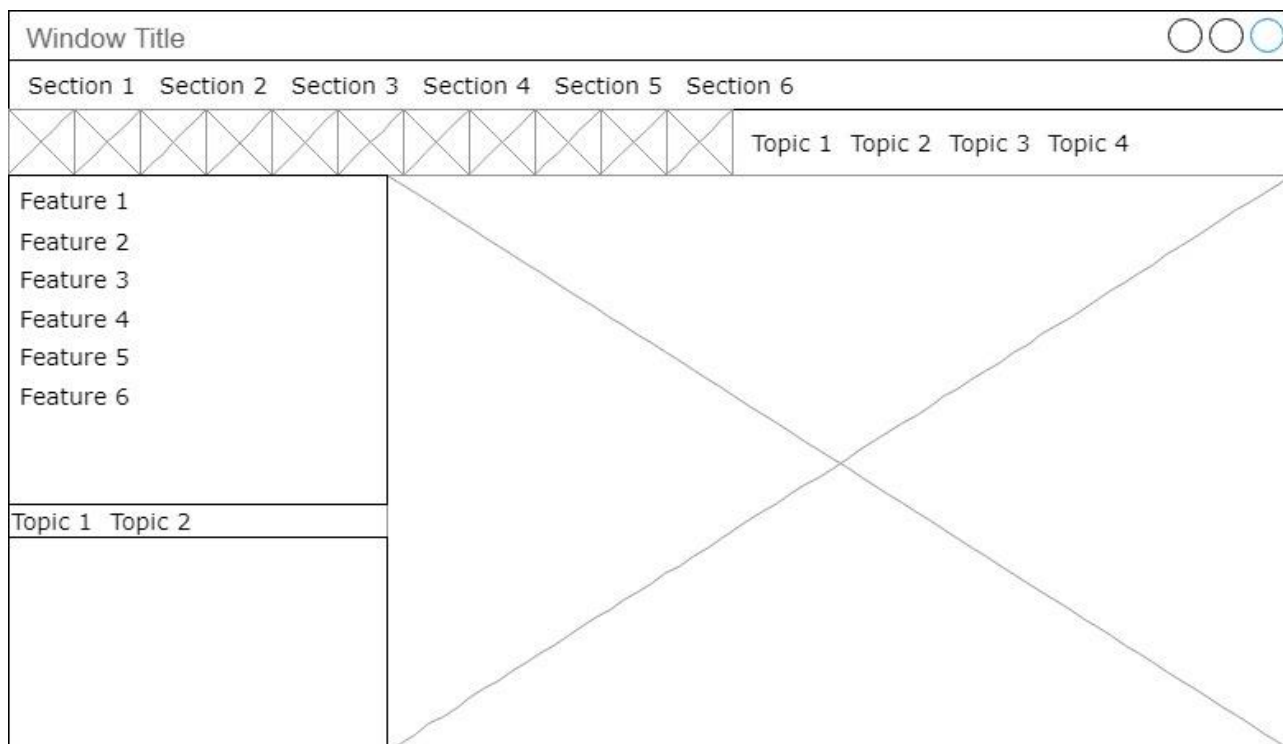 Window Title
Section 1 Section 2 Section 3 Section 4 Section 5 Section 6
Topic 1 Topic 2 Topic 3 Topic 4
Feature 1
Feature 2
Feature 3
Feature 4
Feature 5
Feature 6
Topic 1 Topic 2